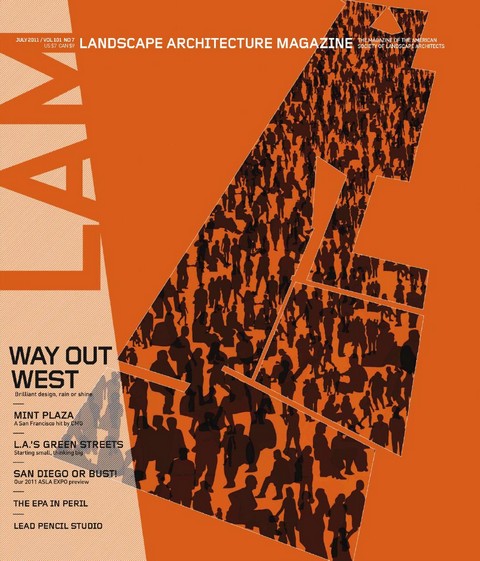 JULY 2011 / VOL 101 NO 7
US $7 CAN $9
LANDSCAPE ARCHITECTURE MAGAZINE
THE MAGAZINE OF THE AMERICAN
SOCIETY OF LANDSCAPE ARCHITECTS
LAM
WAY OUT
WEST
Brilliant design, rain or shine
MINT PLAZA
A San Francisco hit by CMG
L.A.'S GREEN STREETS
Starting small, thinking big
SAN DIEGO OR BUST!
Our 2011 ASLA EXPO preview
THE EPA IN PERIL
LEAD PENCIL STUDIO